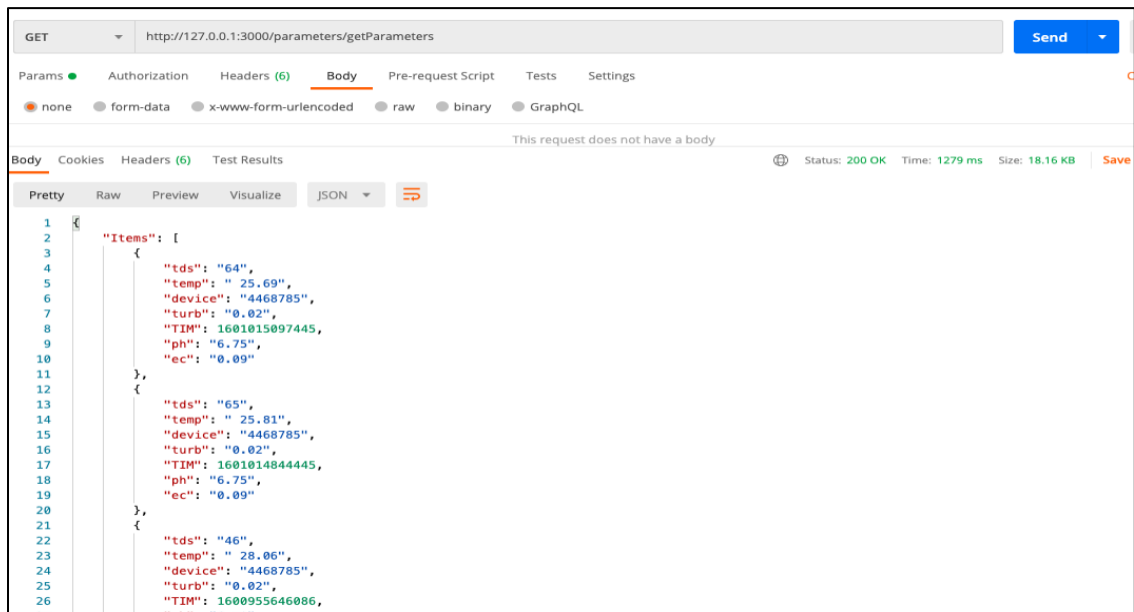 GET http://127.0.0.1:3000/parameters/getParameters Send
Params Authorization Headers (6) Body Pre-request Script Tests Settings
none form-data x-www-form-urlencoded raw binary GraphQL
This request does not have a body
Body Cookies Headers (6) Test Results Status: 200 OK Time: 1279 ms Size: 18.16 KB Save
Pretty Raw Preview Visualize JSON
1 {
2 "Items": [
3 {
4 "tds": "64",
5 "temp": " 25.69",
6 "device": "4468785",
7 "turb": "0.02",
8 "TIM": 1601015097445,
9 "ph": "6.75",
10 "ec": "0.09"
11 },
12 {
13 "tds": "65",
14 "temp": " 25.81",
15 "device": "4468785",
16 "turb": "0.02",
17 "TIM": 1601014844445,
18 "ph": "6.75",
19 "ec": "0.09"
20 },
21 {
22 "tds": "46",
23 "temp": " 28.06",
24 "device": "4468785",
25 "turb": "0.02",
26 "TIM": 1600955646086,